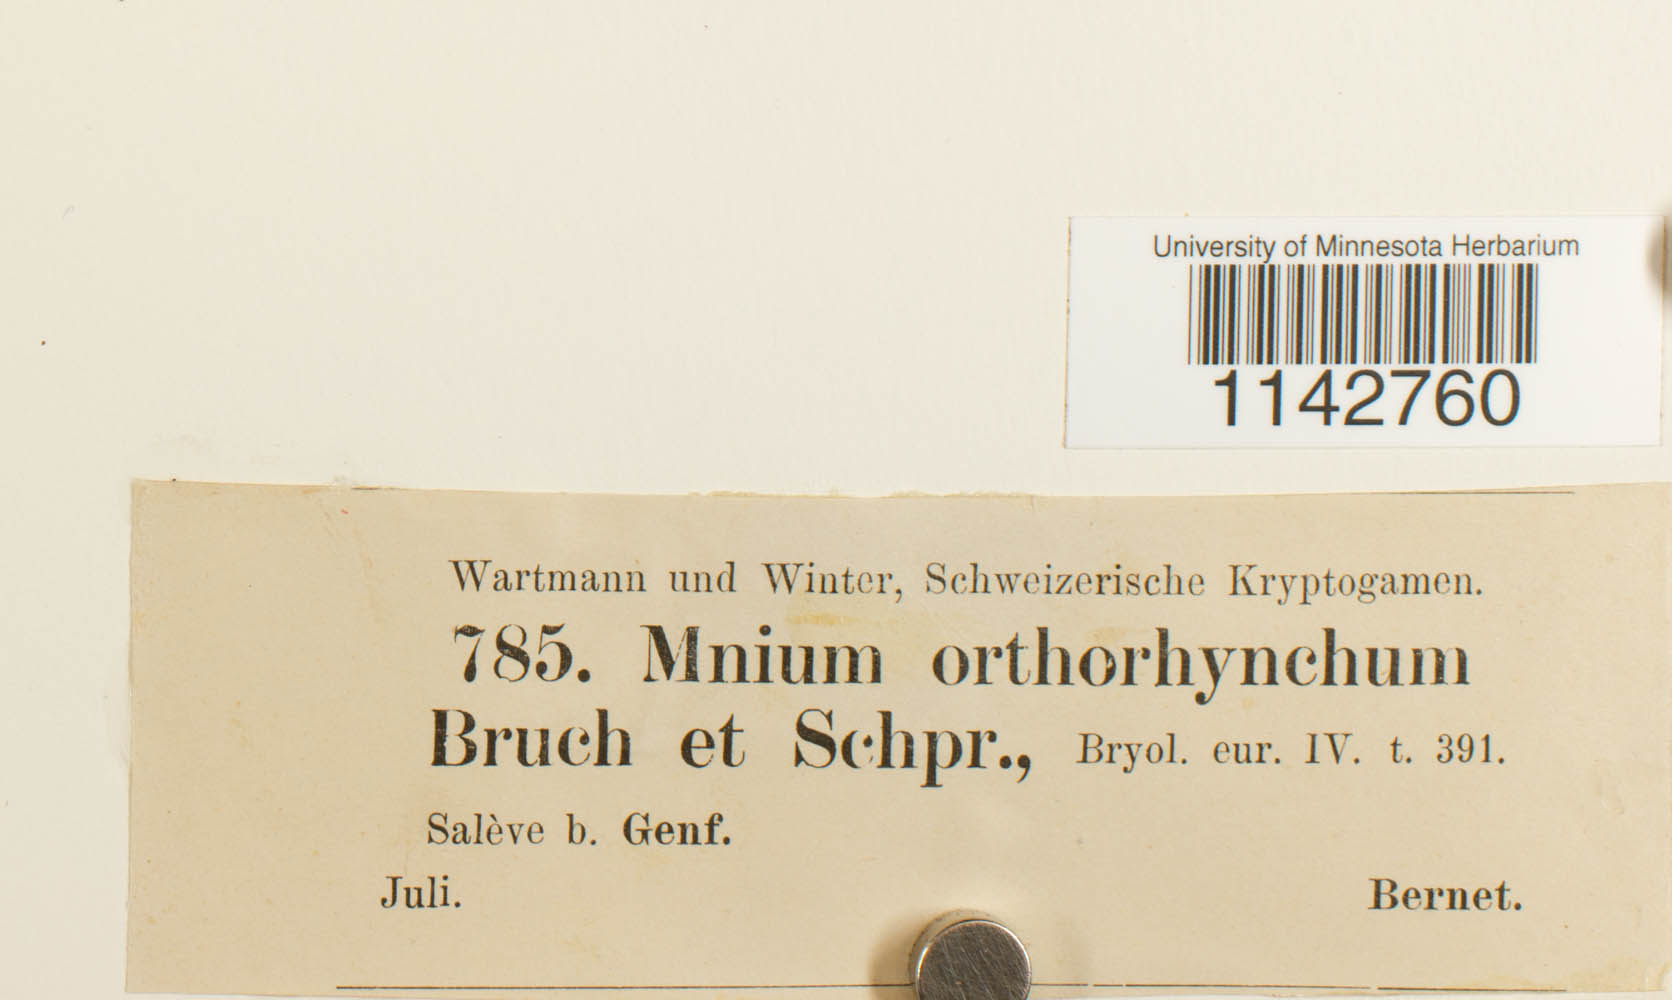 University of Minnesota Herbarium
1142760
Wartmann und Winter, Schweizerische Kryptogamen.
785. Mnium orthorhynchum
Bruch et Schpr., Bryol. eur. IV. t. 391.
Salève b. Genf.
Juli. Bernet.